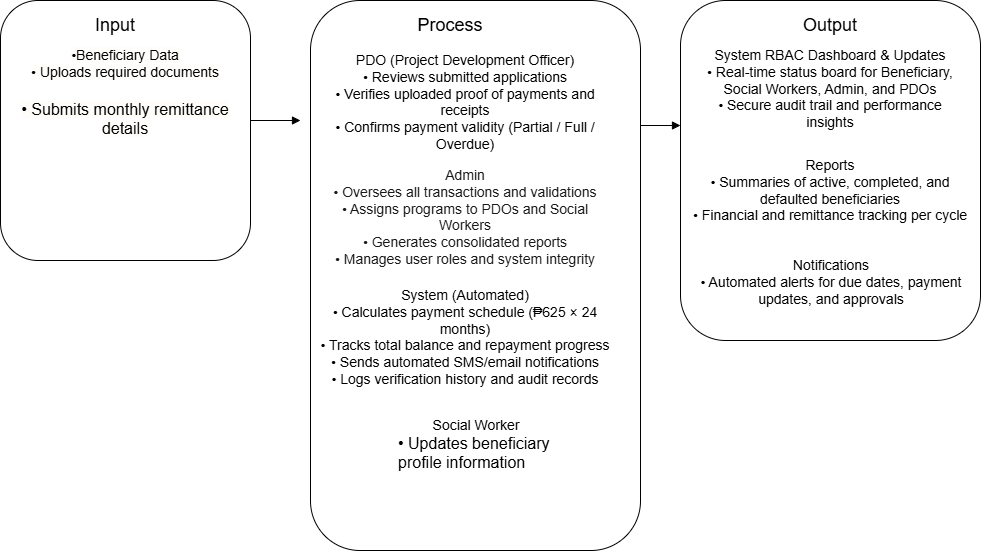 Input
•Beneficiary Data
• Uploads required documents
• Submits monthly remittance
details
Process
PDO (Project Development Officer)
• Reviews submitted applications
• Verifies uploaded proof of payments and
receipts
• Confirms payment validity (Partial / Full /
Overdue)
Admin
• Oversees all transactions and validations
• Assigns programs to PDOs and Social
Workers
• Generates consolidated reports
• Manages user roles and system integrity
System (Automated)
• Calculates payment schedule (₱625 × 24
months)
• Tracks total balance and repayment progress
• Sends automated SMS/email notifications
• Logs verification history and audit records
Social Worker
• Updates beneficiary
profile information
Output
System RBAC Dashboard & Updates
• Real-time status board for Beneficiary,
Social Workers, Admin, and PDOs
• Secure audit trail and performance
insights
Reports
• Summaries of active, completed, and
defaulted beneficiaries
• Financial and remittance tracking per cycle
Notifications
• Automated alerts for due dates, payment
updates, and approvals